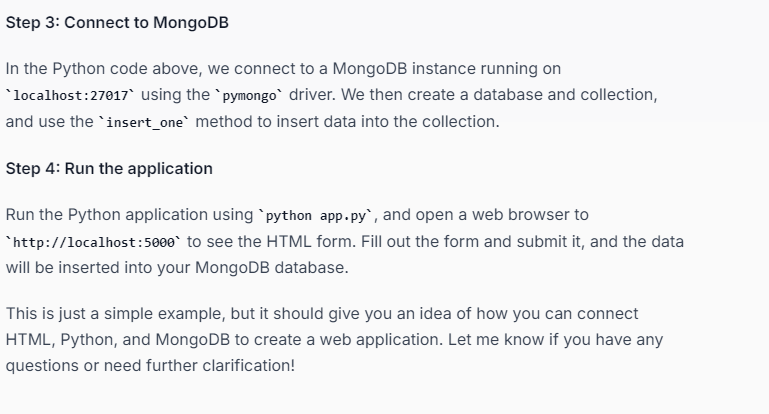 Step 3: Connect to MongoDB
In the Python code above, we connect to a MongoDB instance running on
`localhost:27017` using the `pymongo` driver. We then create a database and collection,
and use the `insert_one` method to insert data into the collection.
Step 4: Run the application
Run the Python application using `python app.py`, and open a web browser to
`http://localhost:5000` to see the HTML form. Fill out the form and submit it, and the data
will be inserted into your MongoDB database.
This is just a simple example, but it should give you an idea of how you can connect
HTML, Python, and MongoDB to create a web application. Let me know if you have any
questions or need further clarification!